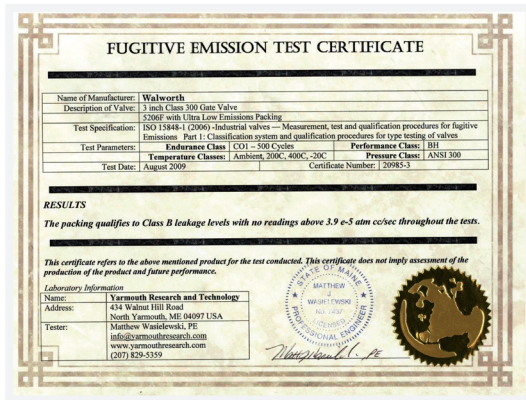 FUGITIVE EMISSION TEST CERTIFICATE
Name of Manufacturer: Walworth
Description of Valve: 3 inch Class 300 Gate Valve
5206F with Ultra Low Emissions Packing
Test Specification: ISO 15848-1 (2006) -Industrial valves — Measurement, test and qualification procedures for fugitive
Emissions Part 1: Classification system and qualification procedures for type testing of valves
Test Parameters: Endurance Class CO1 – 500 Cycles Performance Class: BH
Temperature Classes: Ambient, 200C, 400C, -20C Pressure Class: ANSI 300
Test Date: August 2009 Certificate Number: 20985-3
RESULTS
The packing qualifies to Class B leakage levels with no readings above 3.9 e-5 atm cc/sec throughout the tests.
This certificate refers to the above mentioned product for the test conducted. This certificate does not imply assessment of the
production of the product and future performance.
Laboratory Information
Name: Yarmouth Research and Technology
Address: 434 Walnut Hill Road
North Yarmouth, ME 04097 USA
Tester: Matthew Wasielewski, PE
info@yarmouthresearch.com
www.yarmouthresearch.com
(207) 829-5359
STATE OF MAINE
MATTHEW
J.
WASIELEWSKI
No. 7437
LICENSED
PROFESSIONAL ENGINEER
PE